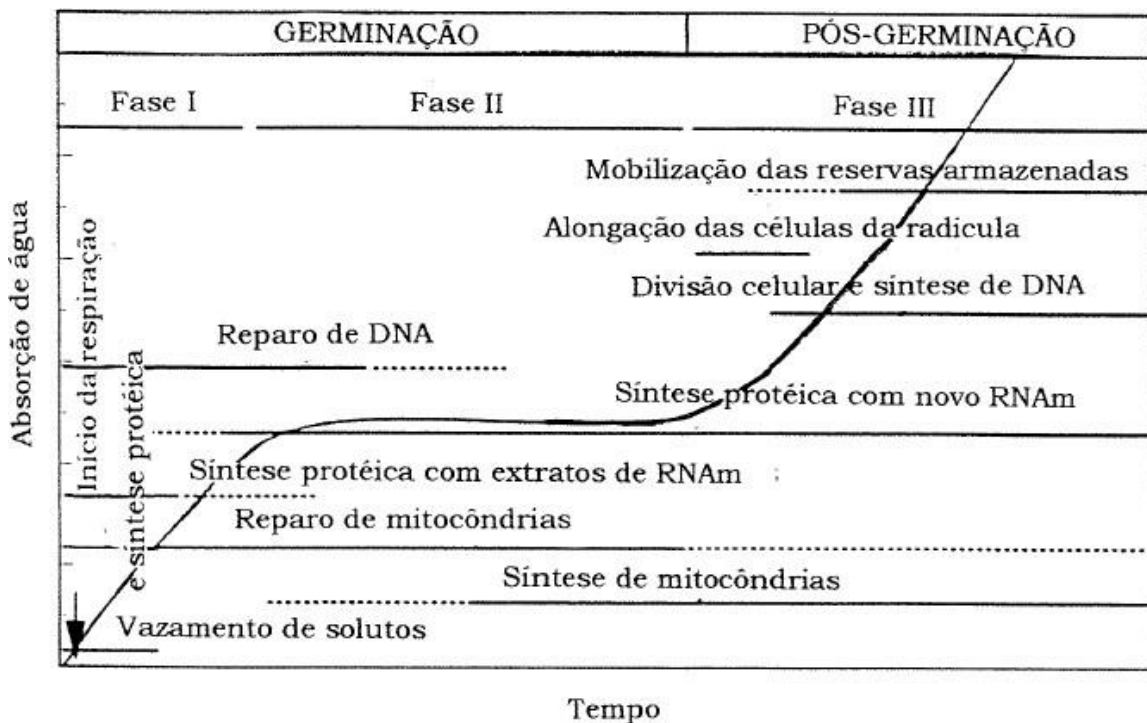 GERMINAÇÃO
PÓS-GERMINAÇÃO
Fase I
Fase II
Fase III
Mobilização das reservas armazenadas
Alongação das células da radícula
Divisão celular e síntese de DNA
Reparo de DNA
Síntese protéica com novo RNAm
Síntese protéica com extratos de RNAm
Reparo de mitocôndrias
Síntese de mitocôndrias
Vazamento de solutos
Início da respiração
e síntese protéica
Absorção de água
Tempo